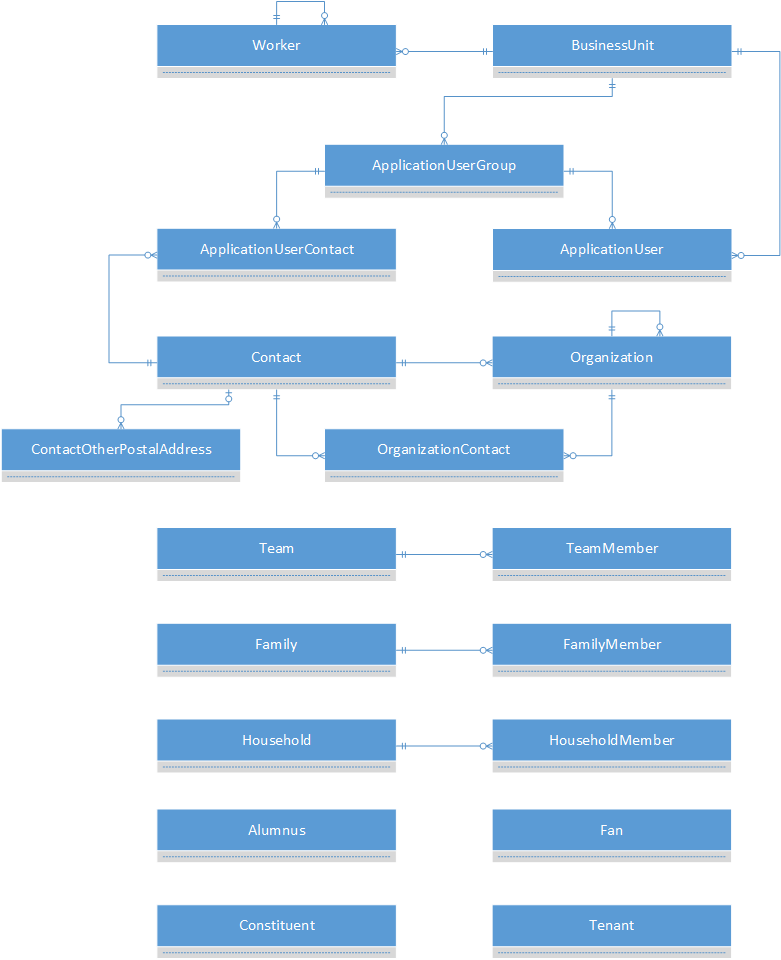 Worker
BusinessUnit
ApplicationUserGroup
ApplicationUserContact
ApplicationUser
Contact
Organization
ContactOtherPostalAddress
OrganizationContact
Team
TeamMember
Family
FamilyMember
Household
HouseholdMember
Alumnus
Fan
Constituent
Tenant